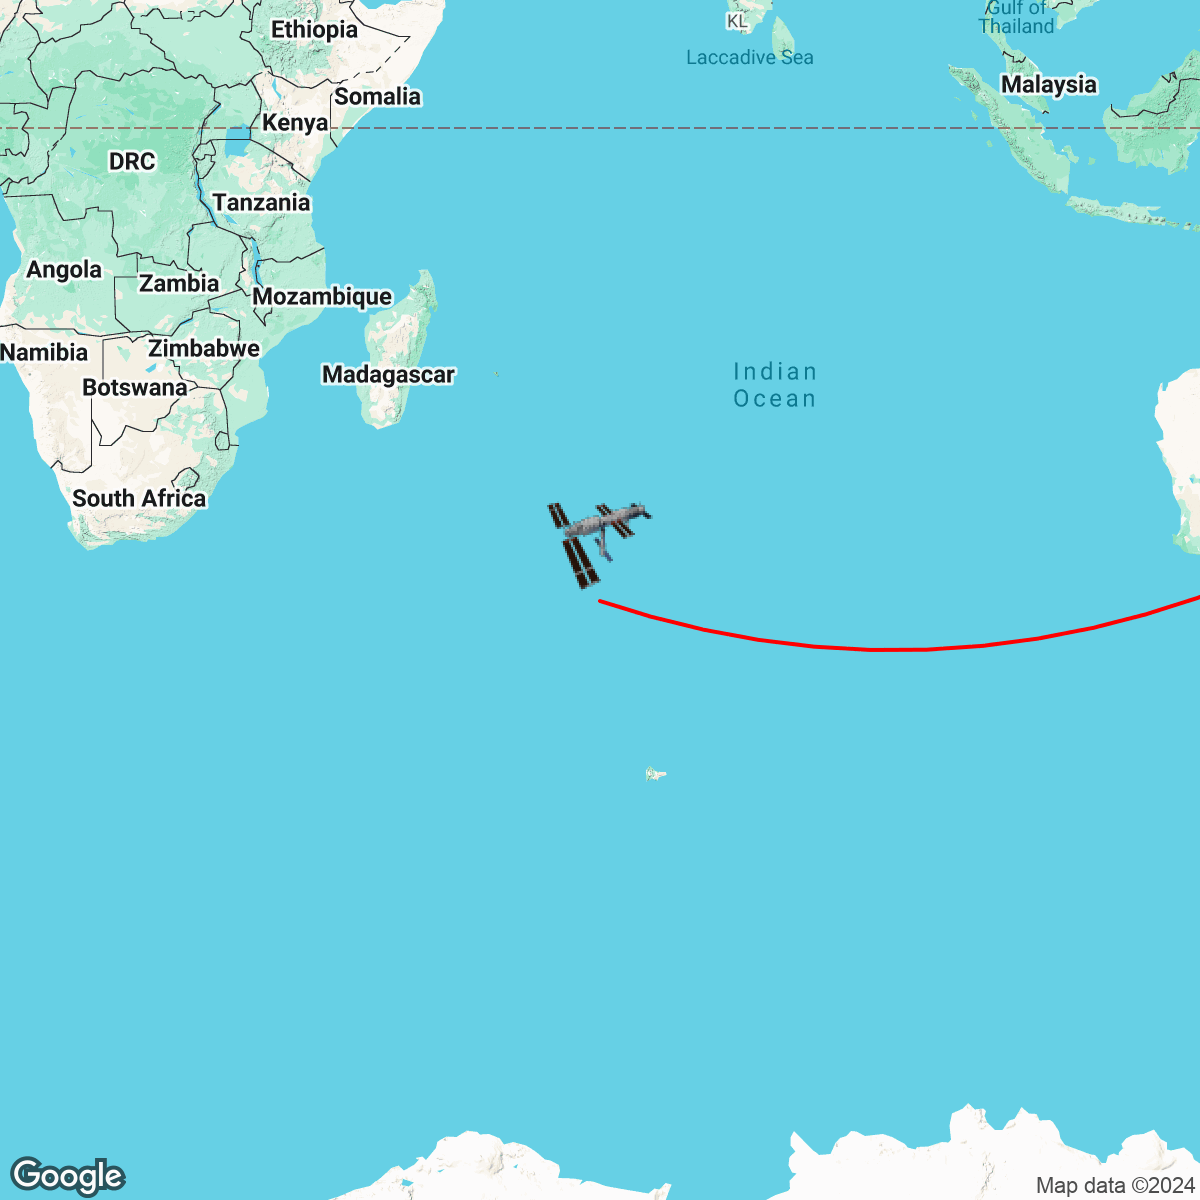 Ethiopia
KL
Gulf of
Thailand
Laccadive Sea
Malaysia
Somalia
Kenya
DRC
Tanzania
Angola
Zambia
Mozambique
Namibia
Zimbabwe
Madagascar
Botswana
Indian
Ocean
South Africa
Google
Map data ©2024